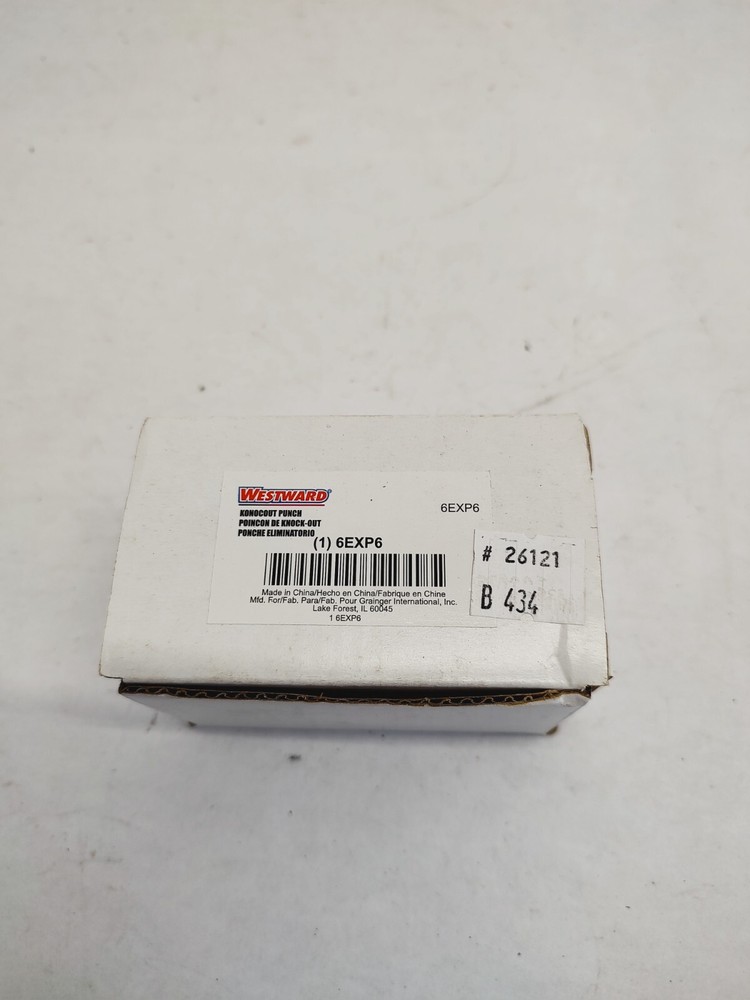 WESTWARD®
6EXP6
KONOCOUT PUNCH
POINCON DE KNOCK-OUT
PONCHE ELIMINATORIO
(1) 6EXP6
Made in China/Hecho en China/Fabrique en Chine
Mfd. For/Fab. Para/Fab. Pour Grainger International, Inc.
Lake Forest, IL 60045
1 6EXP6
# 26121
B 434